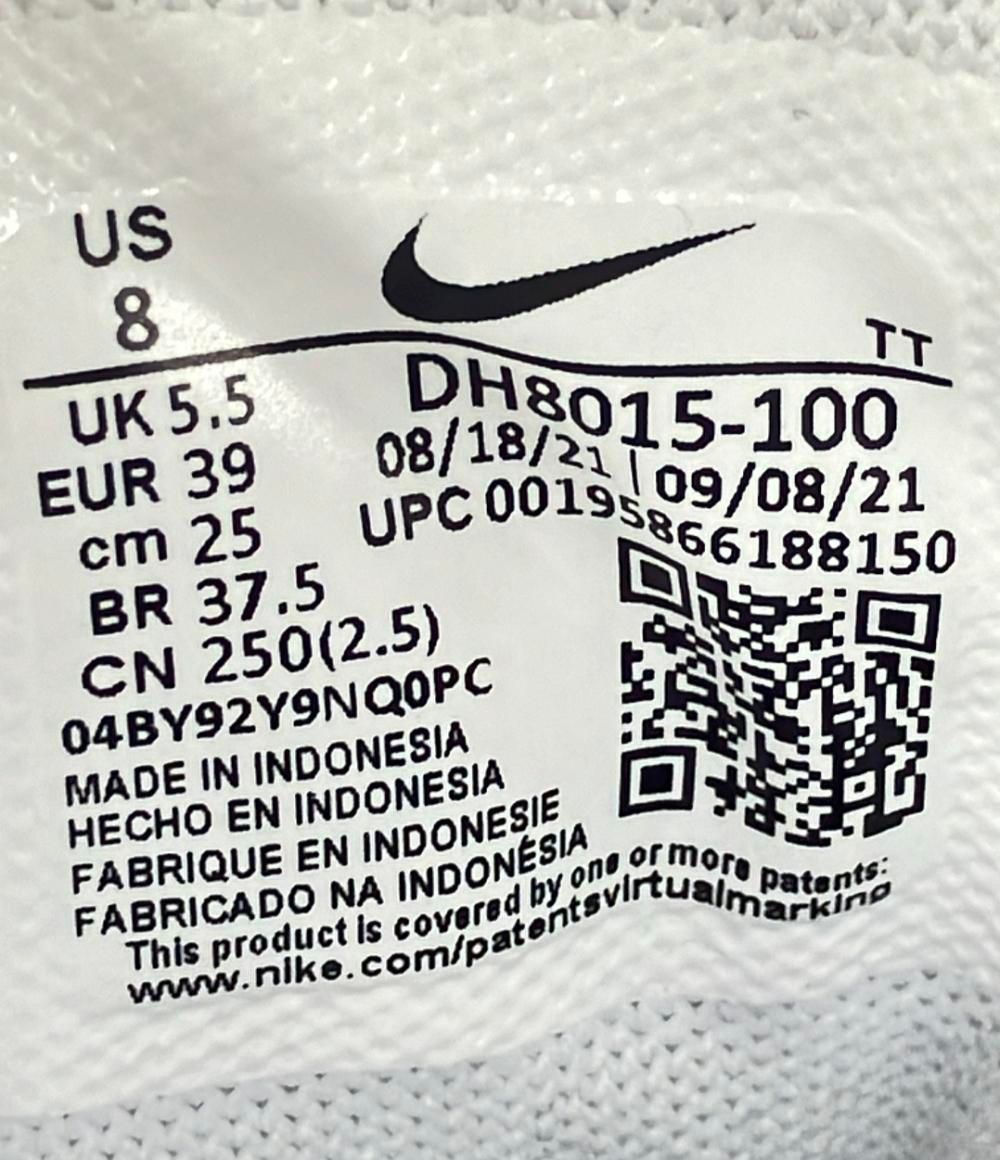 US
8
TT
UK 5.5
EUR 39
cm 25
BR 37.5
CN 250(2.5)
DH8015-100
08/18/21 | 09/08/21
UPC 00195866188150
04BY92Y9NQ0PC
MADE IN INDONESIA
HECHO EN INDONESIA
FABRIQUE EN INDONESIE
FABRICADO NA INDONÉSIA
This product is covered by one or more patents:
www.nike.com/patentsvirtualmarking